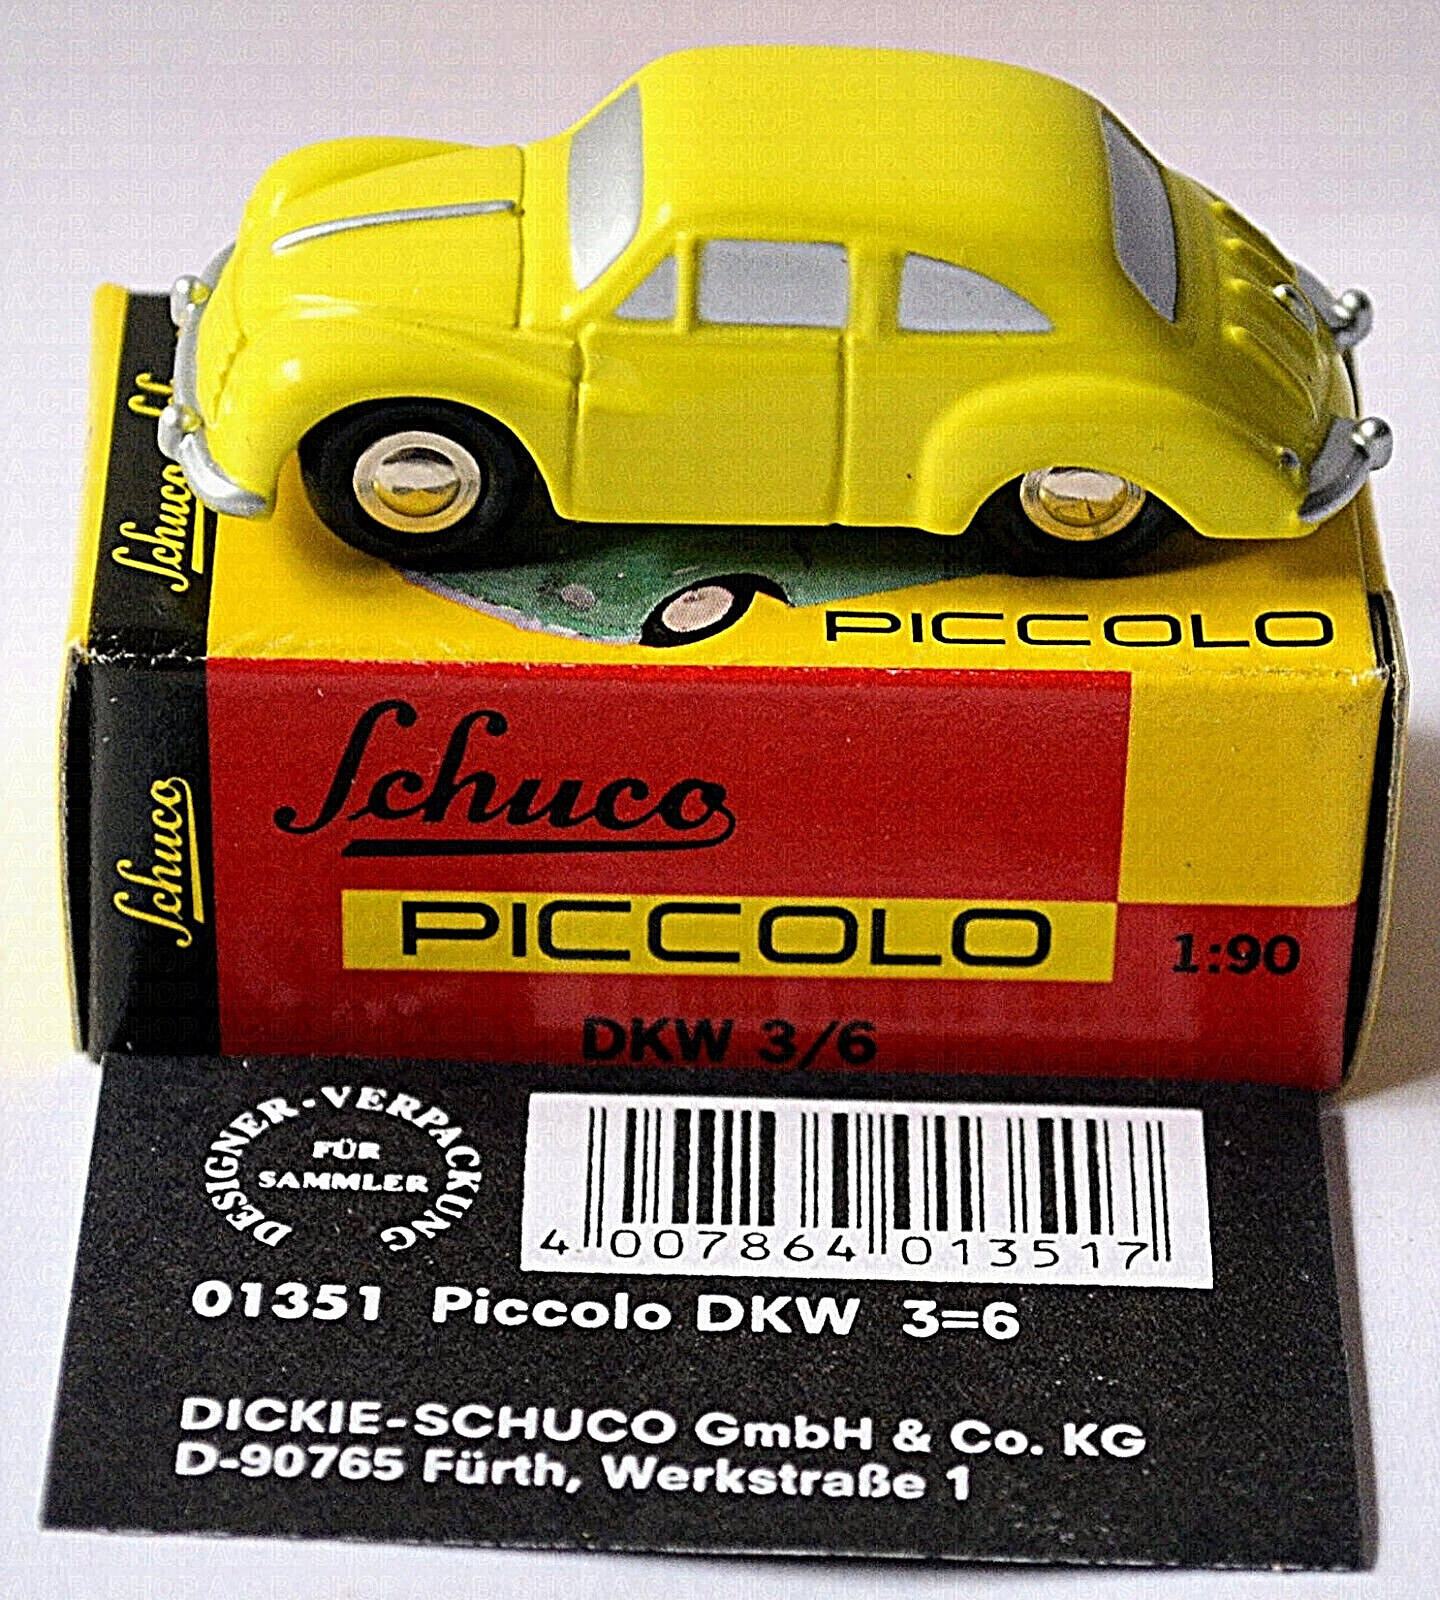 Schuco
PICCOLO
Schuco
Schuco
PICCOLO
1:90
DKW 3/6
DESIGNER-VERPACKUNG
FÜR
SAMMLER
4 007864 013517
01351 Piccolo DKW 3=6
DICKIE-SCHUCO GmbH & Co. KG
D-90765 Fürth, Werkstraße 1
SHOP A.C.B.